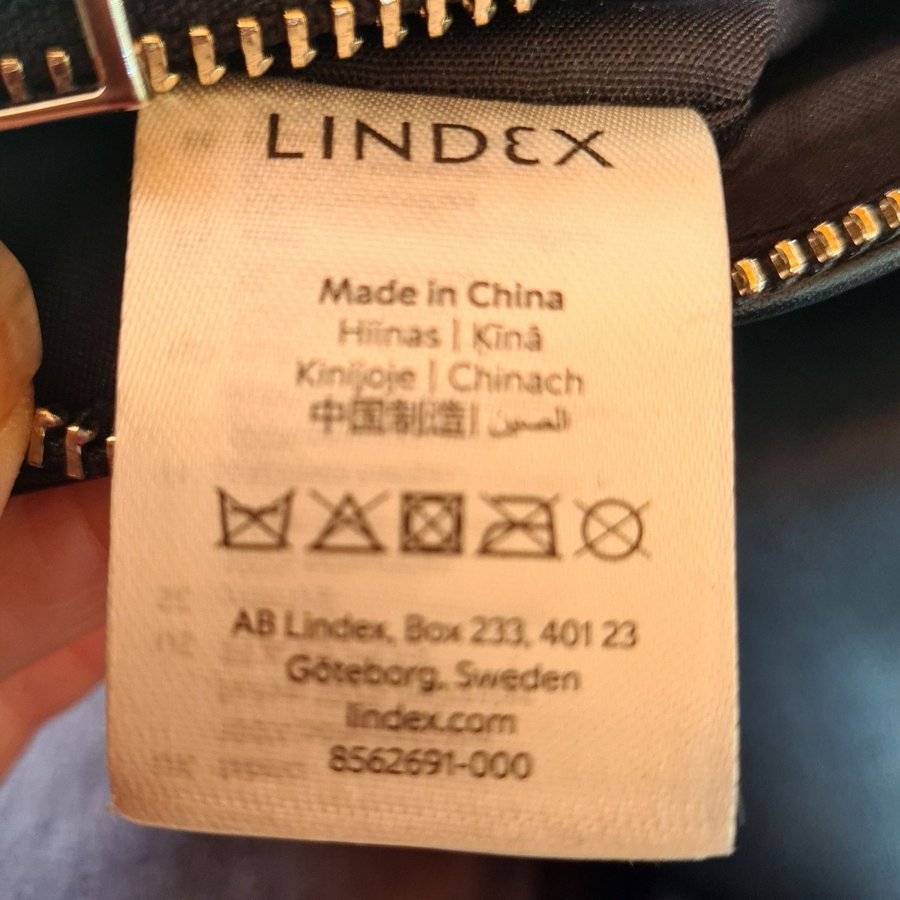 LINDEX
Made in China
Hiinas | Ķīnā
Kinijoje | Chinach
中国制造 | الصين
AB Lindex, Box 233, 401 23
Göteborg, Sweden
lindex.com
8562691-000